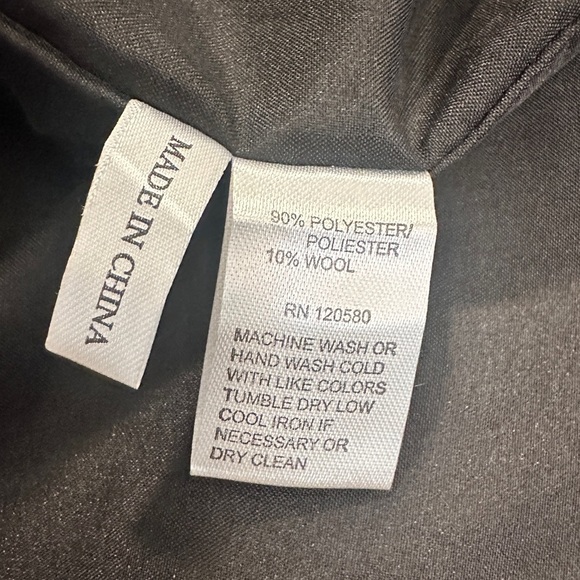 MADE IN CHINA
90% POLYESTER/
POLIESTER
10% WOOL
RN 120580
MACHINE WASH OR
HAND WASH COLD
WITH LIKE COLORS
TUMBLE DRY LOW
COOL IRON IF
NECESSARY OR
DRY CLEAN